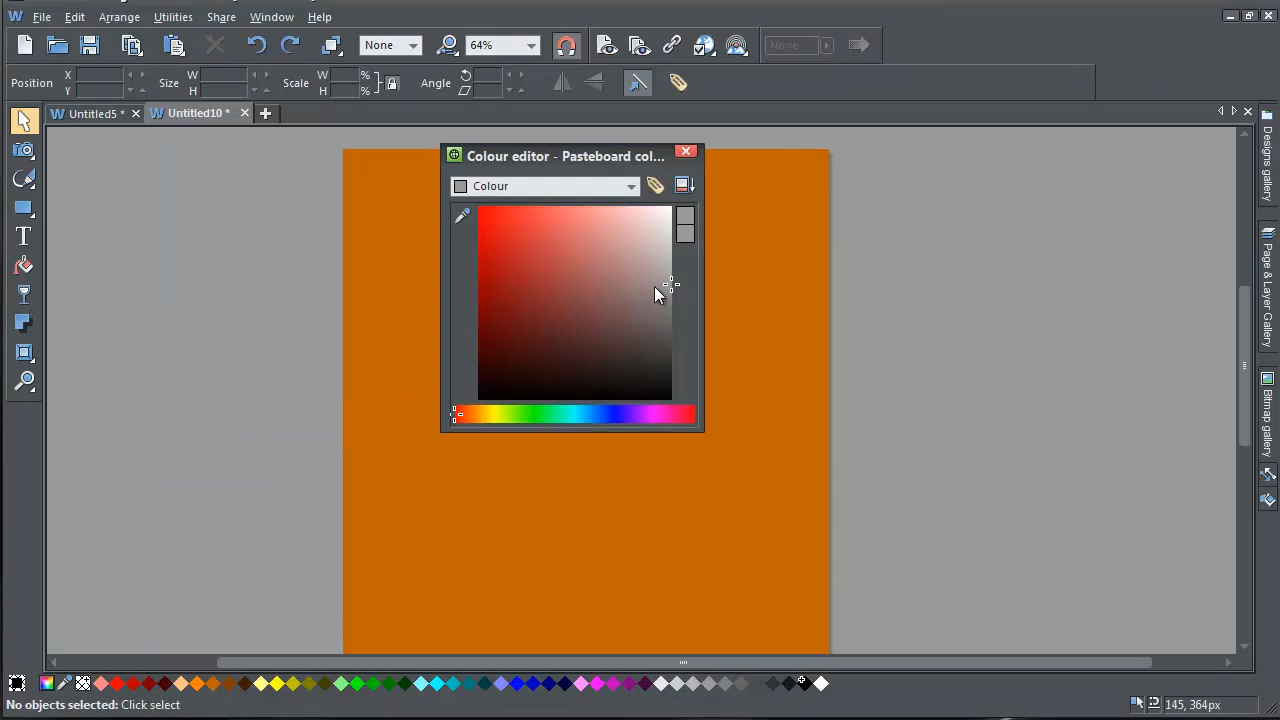 File Edit Arrange Utilities Share Window Help
None 64% None
Position X Y Size W H Scale W H % % Angle
Untitled5 * Untitled10 *
Colour editor - Pasteboard col...
Colour
Designs gallery
Page & Layer Gallery
Bitmap gallery
No objects selected: Click select 145, 364px